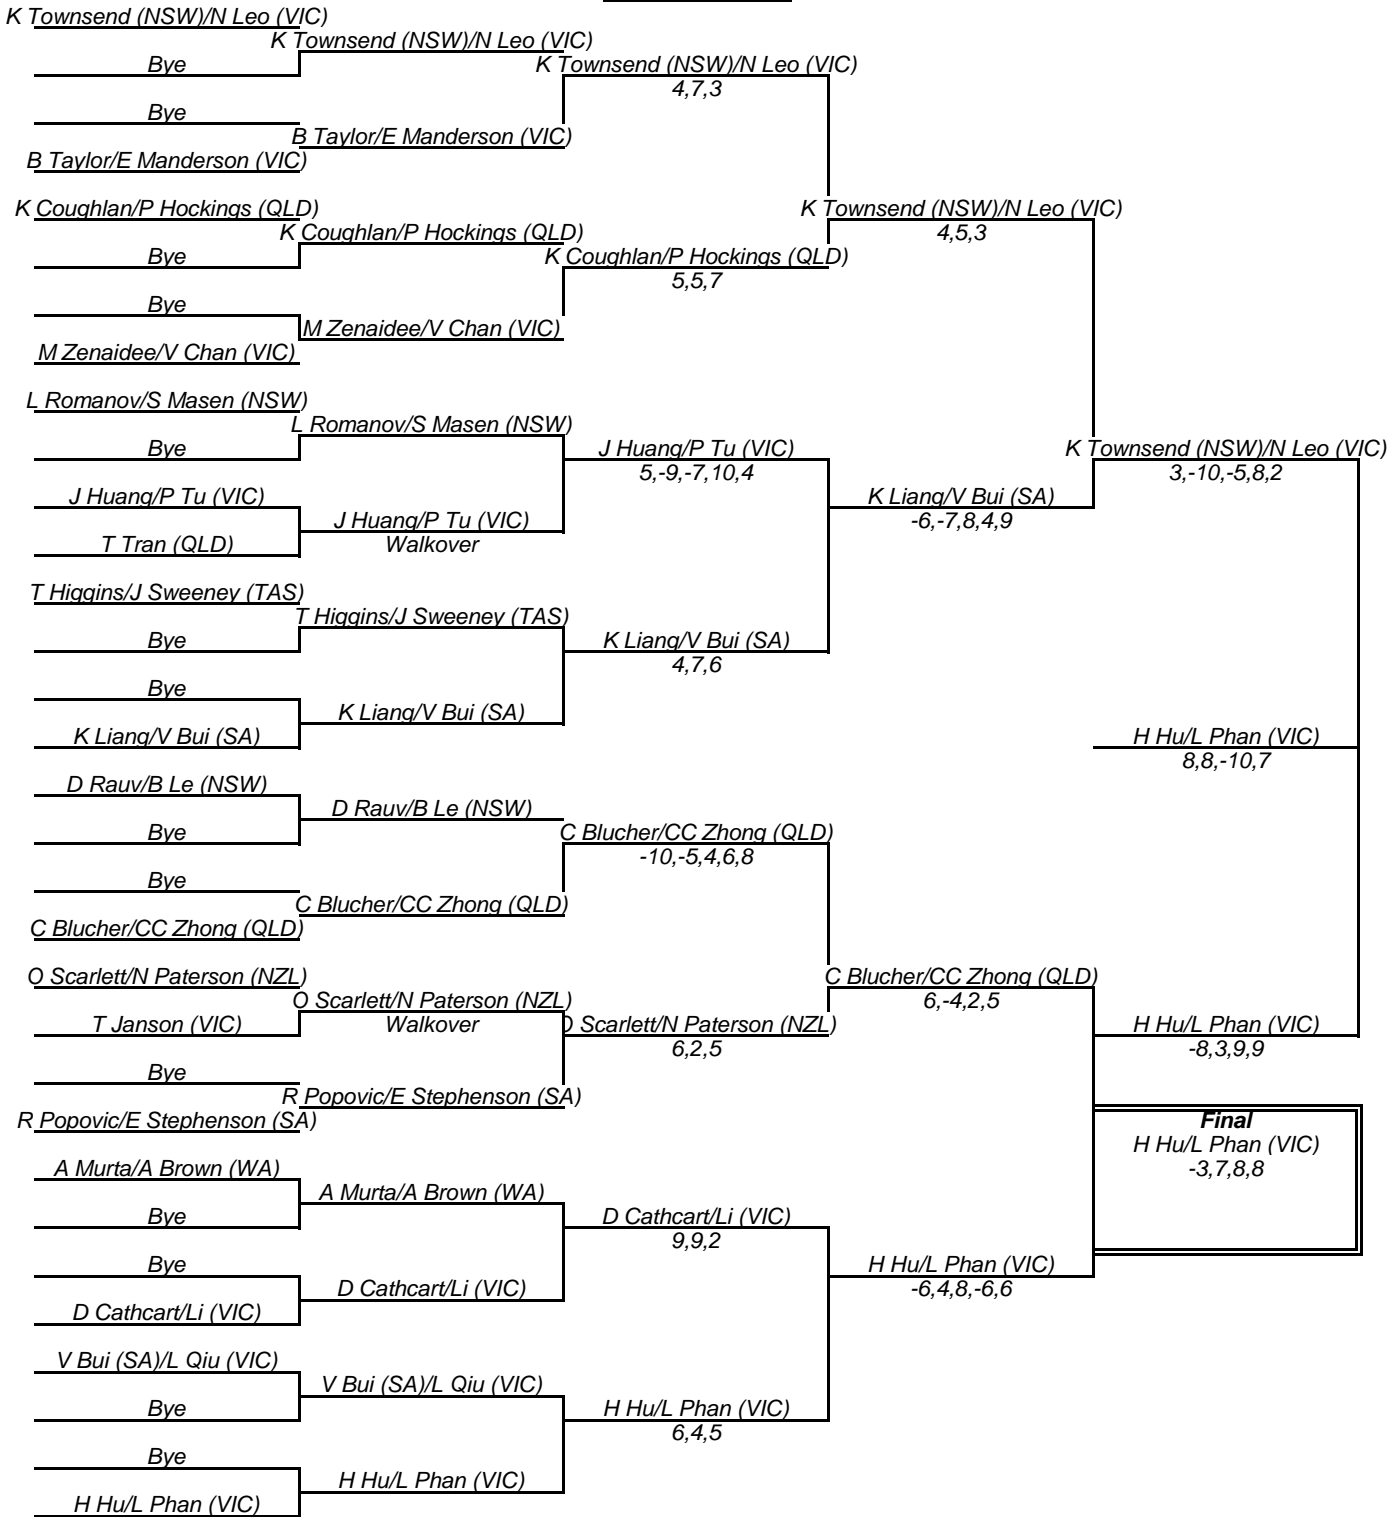 K Townsend (NSW)/N Leo (VIC)
K Townsend (NSW)/N Leo (VIC)
Bye
K Townsend (NSW)/N Leo (VIC)
4,7,3
Bye
B Taylor/E Manderson (VIC)
B Taylor/E Manderson (VIC)
K Coughlan/P Hockings (QLD)
K Townsend (NSW)/N Leo (VIC)
4,5,3
K Coughlan/P Hockings (QLD)
Bye
K Coughlan/P Hockings (QLD)
5,5,7
Bye
M Zenaidee/V Chan (VIC)
M Zenaidee/V Chan (VIC)
L Romanov/S Masen (NSW)
L Romanov/S Masen (NSW)
Bye
J Huang/P Tu (VIC)
5,-9,-7,10,4
K Townsend (NSW)/N Leo (VIC)
3,-10,-5,8,2
J Huang/P Tu (VIC)
K Liang/V Bui (SA)
-6,-7,8,4,9
J Huang/P Tu (VIC)
Walkover
T Tran (QLD)
T Higgins/J Sweeney (TAS)
T Higgins/J Sweeney (TAS)
Bye
K Liang/V Bui (SA)
4,7,6
Bye
K Liang/V Bui (SA)
K Liang/V Bui (SA)
H Hu/L Phan (VIC)
8,8,-10,7
D Rauv/B Le (NSW)
D Rauv/B Le (NSW)
Bye
C Blucher/CC Zhong (QLD)
-10,-5,4,6,8
Bye
C Blucher/CC Zhong (QLD)
C Blucher/CC Zhong (QLD)
O Scarlett/N Paterson (NZL)
C Blucher/CC Zhong (QLD)
6,-4,2,5
O Scarlett/N Paterson (NZL)
Walkover
T Janson (VIC)
O Scarlett/N Paterson (NZL)
6,2,5
H Hu/L Phan (VIC)
-8,3,9,9
Bye
R Popovic/E Stephenson (SA)
R Popovic/E Stephenson (SA)
Final
H Hu/L Phan (VIC)
-3,7,8,8
A Murta/A Brown (WA)
A Murta/A Brown (WA)
Bye
D Cathcart/Li (VIC)
9,9,2
Bye
H Hu/L Phan (VIC)
-6,4,8,-6,6
D Cathcart/Li (VIC)
D Cathcart/Li (VIC)
V Bui (SA)/L Qiu (VIC)
V Bui (SA)/L Qiu (VIC)
Bye
H Hu/L Phan (VIC)
6,4,5
Bye
H Hu/L Phan (VIC)
H Hu/L Phan (VIC)